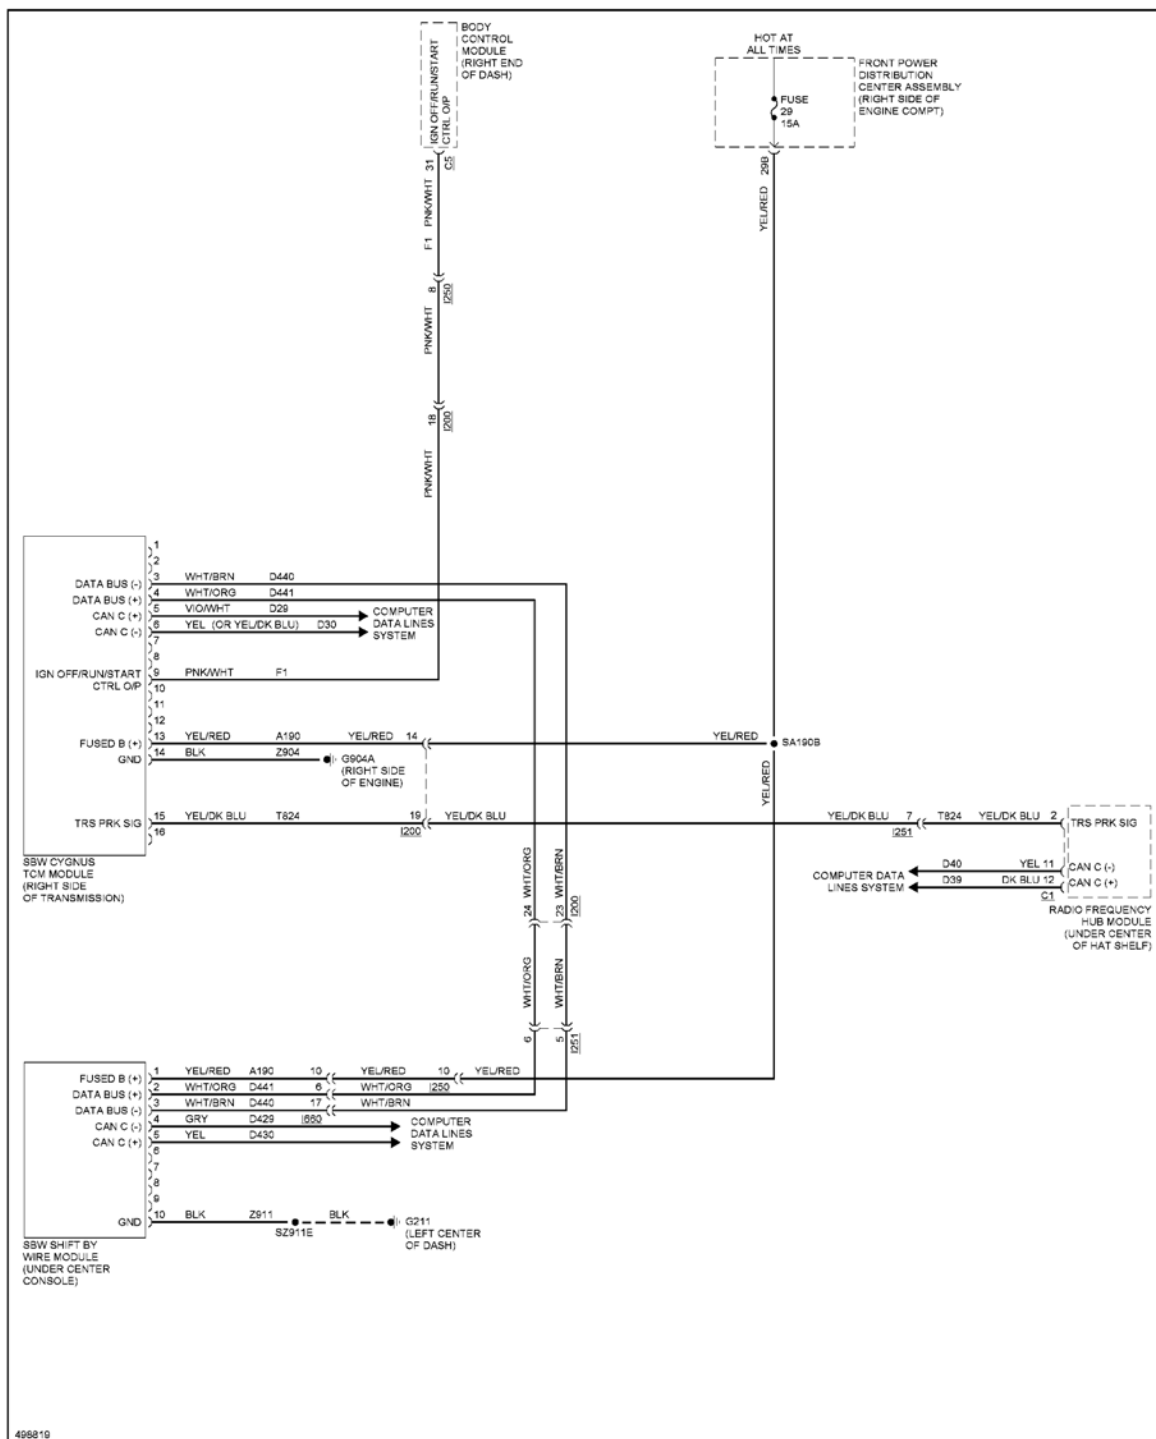 BODY
CONTROL
MODULE
(RIGHT END
OF DASH)
IGN OFF/RUN/START
CTRL O/P
31
C5
PNK/WHT
F1
8
I250
PNK/WHT
18
I200
PNK/WHT
HOT AT
ALL TIMES
FUSE
29
15A
FRONT POWER
DISTRIBUTION
CENTER ASSEMBLY
(RIGHT SIDE OF
ENGINE COMPT)
29B
YEL/RED
1
2
DATA BUS (-) 3 WHT/BRN D440
DATA BUS (+) 4 WHT/ORG D441
CAN C (+) 5 VIO/WHT D29
CAN C (-) 6 YEL (OR YEL/DK BLU) D30
COMPUTER
DATA LINES
SYSTEM
7
8
IGN OFF/RUN/START
CTRL O/P
9 PNK/WHT F1
10
11
12
FUSED B (+) 13 YEL/RED A190 YEL/RED 14 YEL/RED SA190B
GND 14 BLK Z904
G904A
(RIGHT SIDE
OF ENGINE)
YEL/RED
TRS PRK SIG 15 YEL/DK BLU T824 19 YEL/DK BLU YEL/DK BLU 7 T824 YEL/DK BLU 2 TRS PRK SIG
16
I200
I251
SBW CYGNUS
TCM MODULE
(RIGHT SIDE
OF TRANSMISSION)
COMPUTER DATA
LINES SYSTEM
D40 YEL 11 CAN C (-)
D39 DK BLU 12 CAN C (+)
C1
RADIO FREQUENCY
HUB MODULE
(UNDER CENTER
OF HAT SHELF)
WHT/ORG
WHT/BRN
24
23
I200
WHT/ORG
WHT/BRN
6
5
I251
FUSED B (+) 1 YEL/RED A190 10 YEL/RED 10 YEL/RED
DATA BUS (+) 2 WHT/ORG D441 6 WHT/ORG I250
DATA BUS (-) 3 WHT/BRN D440 17 WHT/BRN
CAN C (-) 4 GRY D429 I660
CAN C (+) 5 YEL D430
COMPUTER
DATA LINES
SYSTEM
6
7
8
9
GND 10 BLK Z911 BLK
SZ911E
G211
(LEFT CENTER
OF DASH)
SBW SHIFT BY
WIRE MODULE
(UNDER CENTER
CONSOLE)
498819